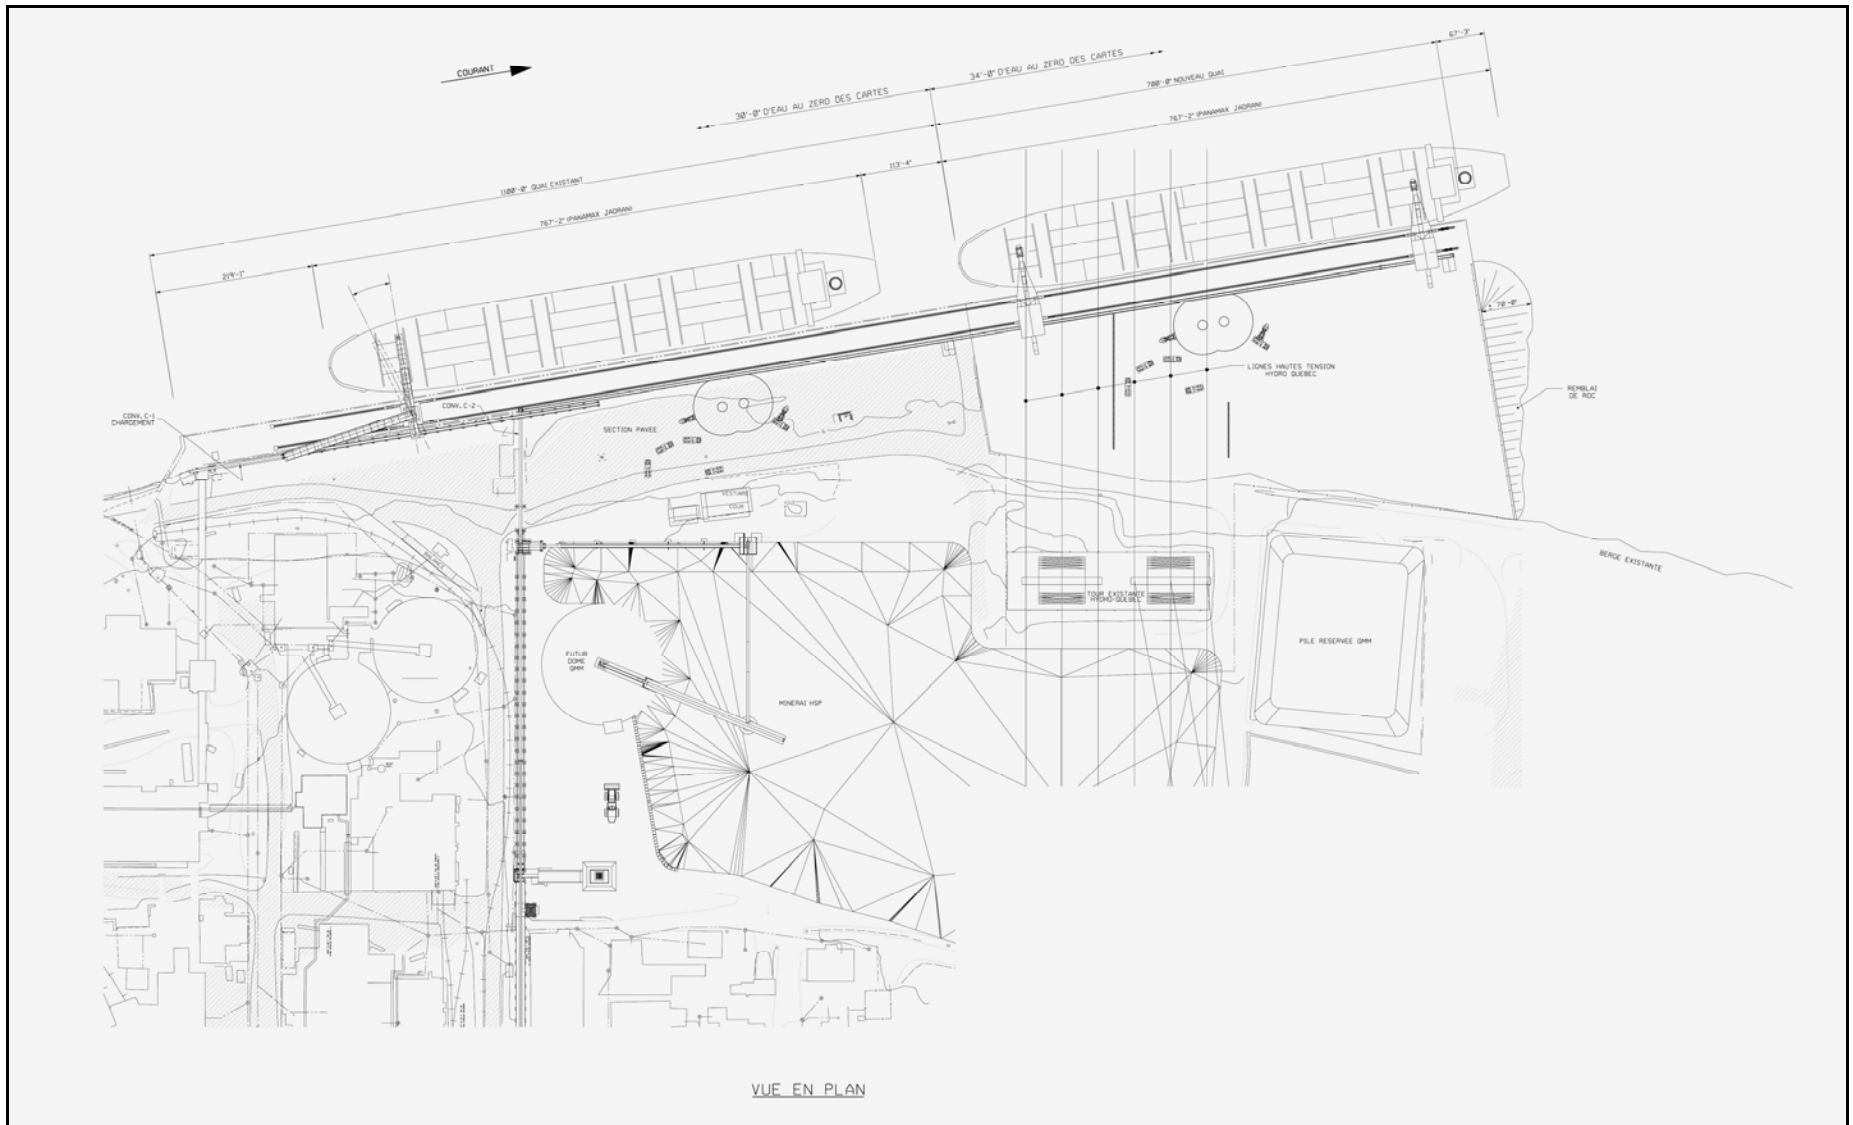 COURANT
67'-3"
34'-0" D'EAU AU ZERO DES CARTES
30'-0" D'EAU AU ZERO DES CARTES
700'-0" NOUVEAU QUAI
767'-2" (PANAMAX JADRAN)
113'-4"
1100'-0" QUAI EXISTANT
767'-2" (PANAMAX JADRAN)
219'-1"
70'-0"
LIGNES HAUTES TENSION
HYDRO QUEBEC
REMBLAI
DE ROC
CONV. C-1
CHARGEMENT
CONV. C-2
SECTION PAVEE
VESTIAIRE
BERGE EXISTANTE
TOUR EXISTANTE
HYDRO-QUEBEC
PILE RESERVEE QMM
FUTUR
DOME
QMM
MINERAI HSP
VUE EN PLAN